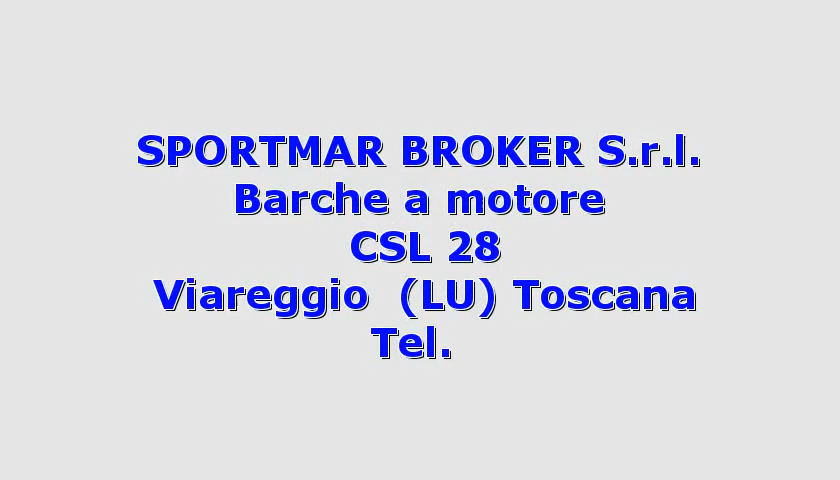 SPORTMAR BROKER S.r.l.
Barche a motore
CSL 28
Viareggio  (LU) Toscana
Tel.